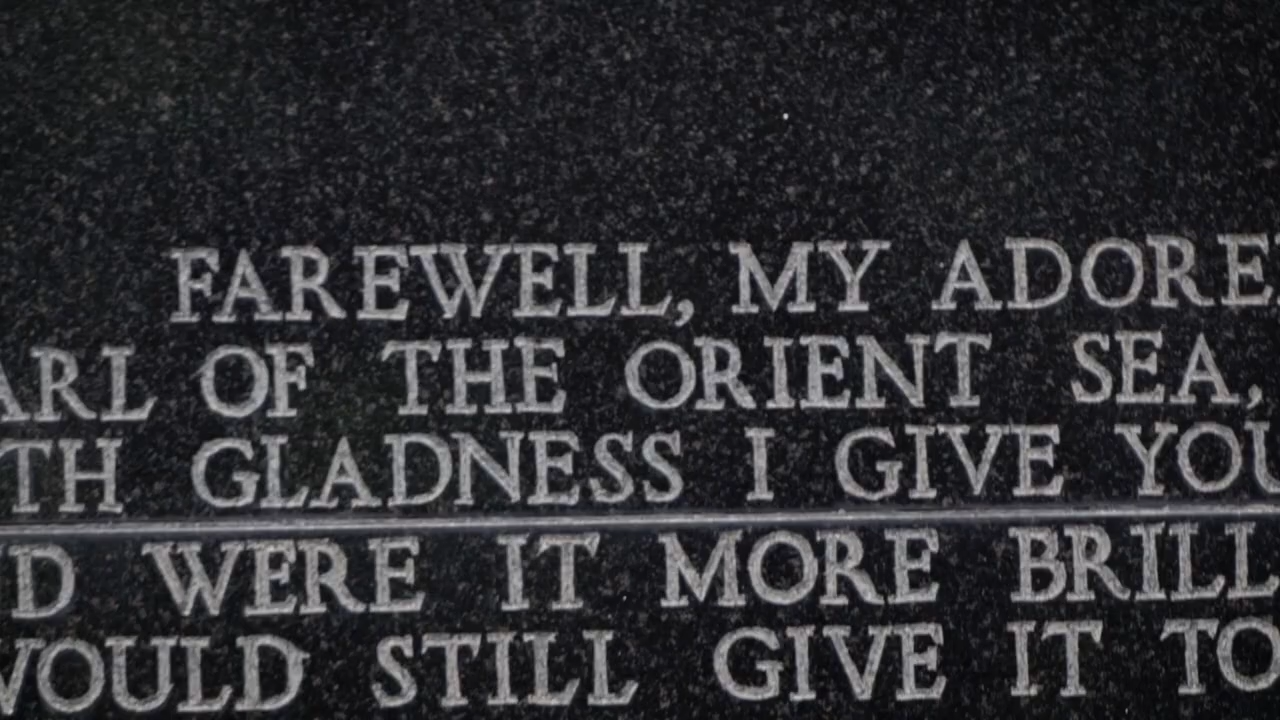 FAREWELL, MY ADORE
ARL OF THE ORIENT SEA,
TH GLADNESS I GIVE YOU
D WERE IT MORE BRILL
WOULD STILL GIVE IT TO